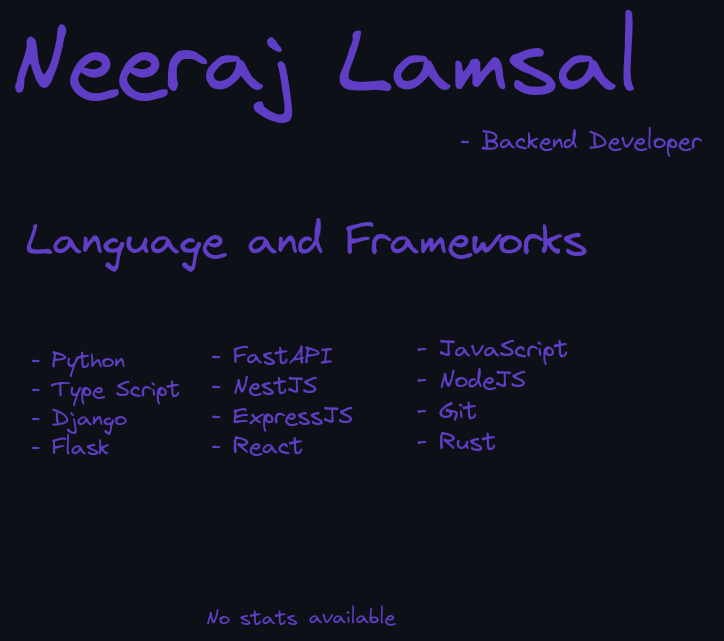 Neeraj Lamsal
- Backend Developer
Language and Frameworks
- Python
- Type Script
- Django
- Flask
- FastAPI
- NestJS
- ExpressJS
- React
- JavaScript
- NodeJS
- Git
- Rust
No stats available